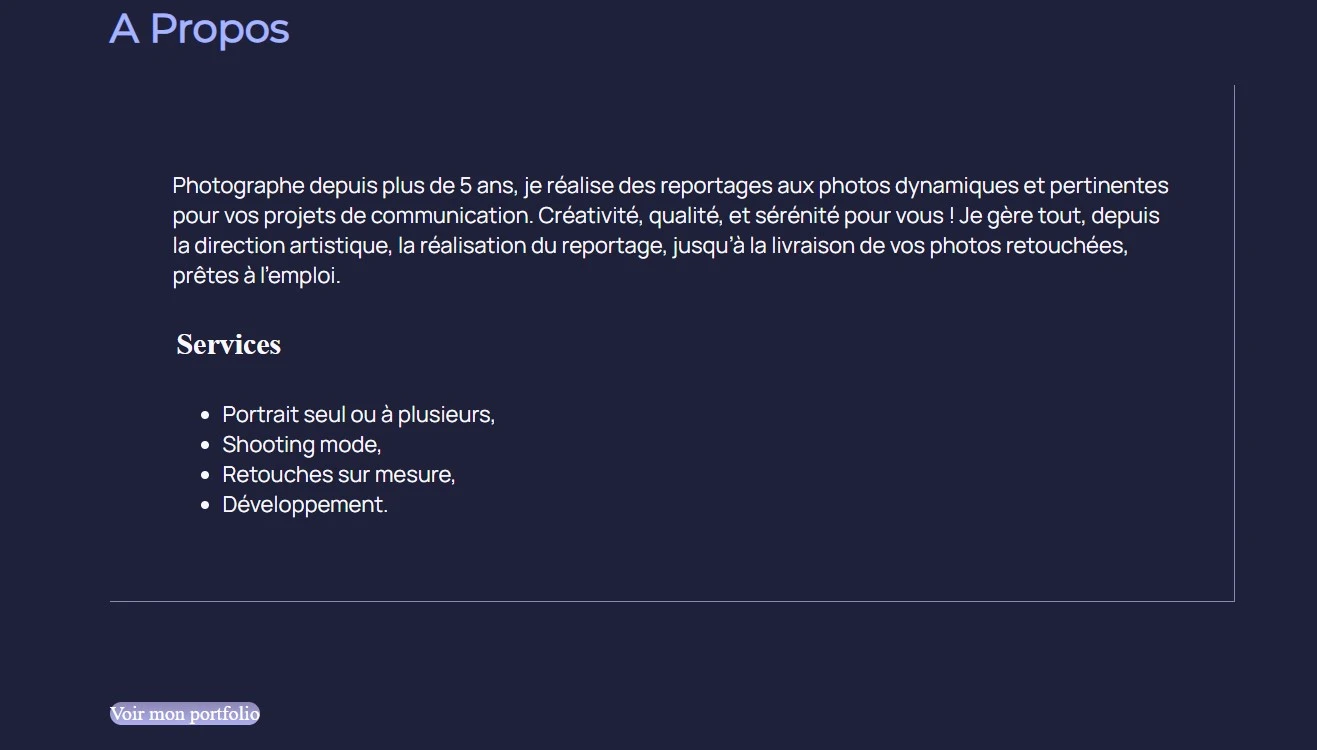 A Propos
Photographe depuis plus de 5 ans, je réalise des reportages aux photos dynamiques et pertinentes
pour vos projets de communication. Créativité, qualité, et sérénité pour vous ! Je gère tout, depuis
la direction artistique, la réalisation du reportage, jusqu’à la livraison de vos photos retouchées,
prêtes à l’emploi.
Services
• Portrait seul ou à plusieurs,
• Shooting mode,
• Retouches sur mesure,
• Développement.
Voir mon portfolio